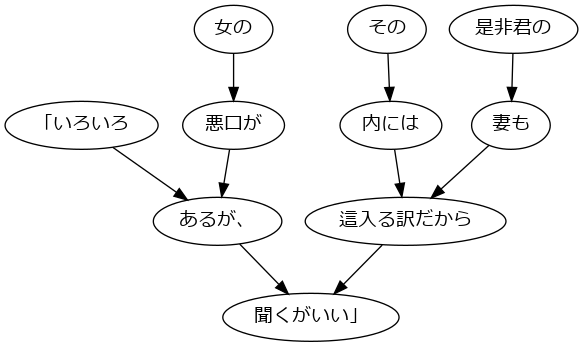 女の
その
是非君の
「いろいろ
悪口が
内には
妻も
あるが、
這入る訳だから
聞くがいい」